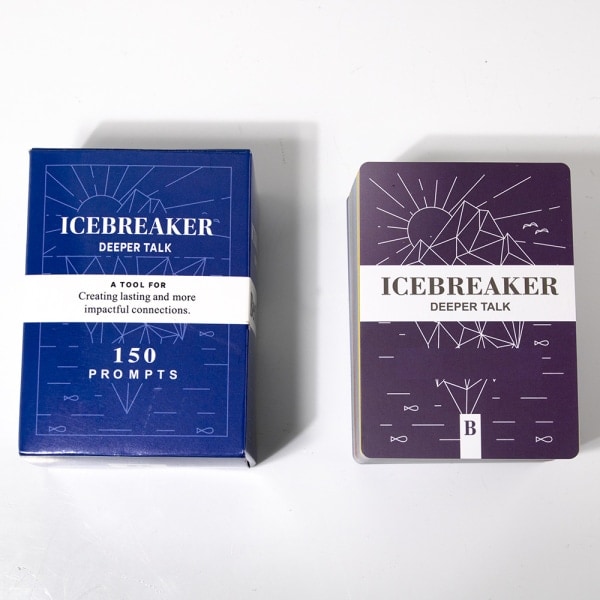 ICEBREAKER
DEEPER TALK
A TOOL FOR
Creating lasting and more
impactful connections.
150
PROMPTS
ICEBREAKER
DEEPER TALK
B